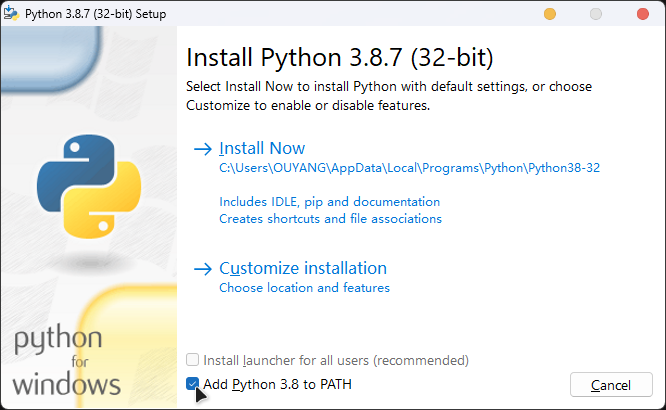 Python 3.8.7 (32-bit) Setup
Install Python 3.8.7 (32-bit)
Select Install Now to install Python with default settings, or choose
Customize to enable or disable features.
Install Now
C:\Users\OUYANG\AppData\Local\Programs\Python\Python38-32
Includes IDLE, pip and documentation
Creates shortcuts and file associations
Customize installation
Choose location and features
Install launcher for all users (recommended)
Add Python 3.8 to PATH
Cancel
python
for
windows